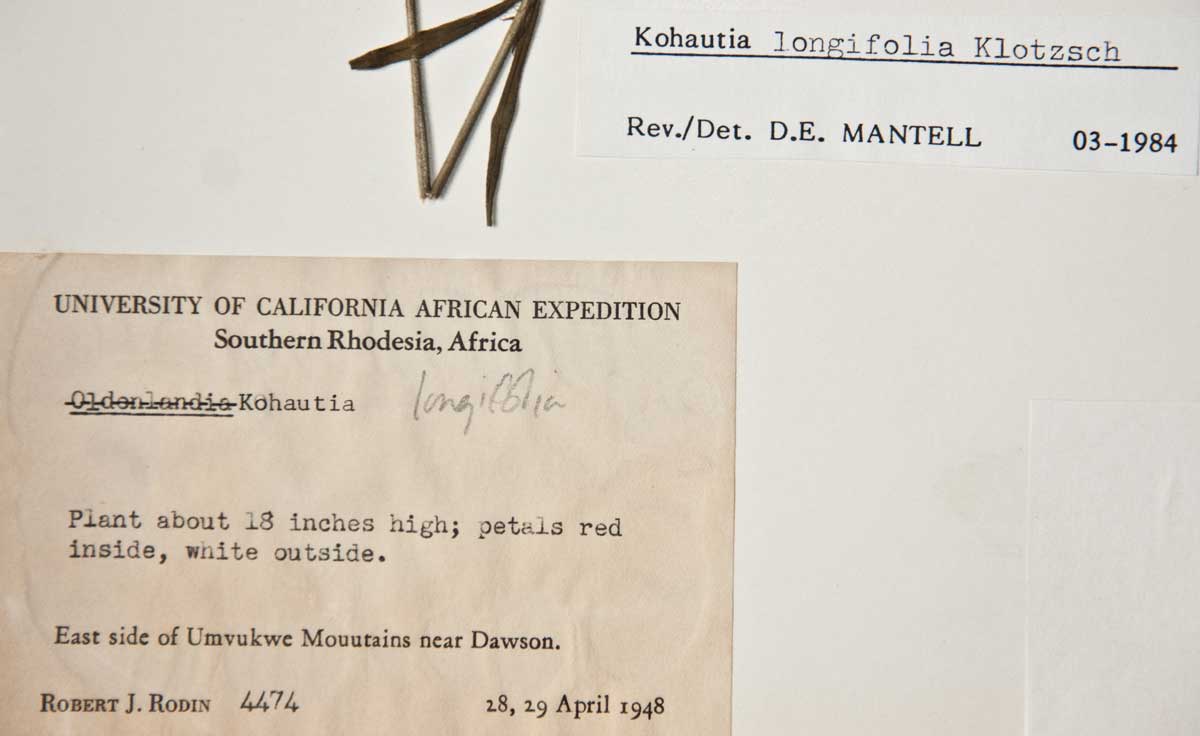 Kohautia longifolia Klotzsch
Rev./Det. D.E. MANTELL 03-1984
UNIVERSITY OF CALIFORNIA AFRICAN EXPEDITION
Southern Rhodesia, Africa
Oldenlandia Kohautia longifolia
Plant about 18 inches high; petals red
inside, white outside.
East side of Umvukwe Mouutains near Dawson.
ROBERT J. RODIN 4474 28, 29 April 1948